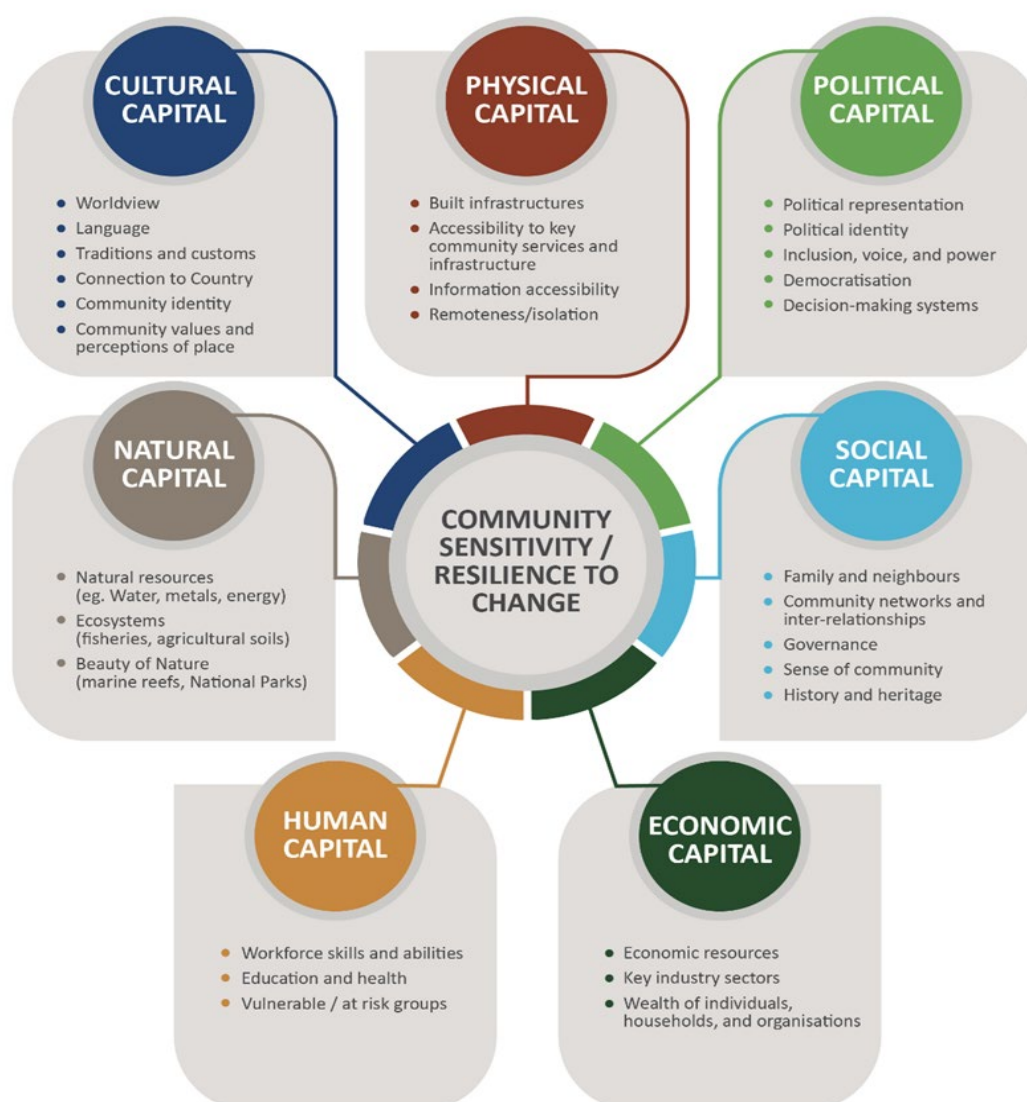 CULTURAL
CAPITAL
Worldview
Language
Traditions and customs
Connection to Country
Community identity
Community values and
perceptions of place
PHYSICAL
CAPITAL
Built infrastructures
Accessibility to key
community services and
infrastructure
Information accessibility
Remoteness/isolation
POLITICAL
CAPITAL
Political representation
Political identity
Inclusion, voice, and power
Democratisation
Decision-making systems
NATURAL
CAPITAL
Natural resources
(eg. Water, metals, energy)
Ecosystems
(fisheries, agricultural soils)
Beauty of Nature
(marine reefs, National Parks)
COMMUNITY
SENSITIVITY /
RESILIENCE TO
CHANGE
SOCIAL
CAPITAL
Family and neighbours
Community networks and
inter-relationships
Governance
Sense of community
History and heritage
HUMAN
CAPITAL
Workforce skills and abilities
Education and health
Vulnerable / at risk groups
ECONOMIC
CAPITAL
Economic resources
Key industry sectors
Wealth of individuals,
households, and organisations